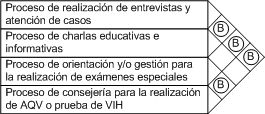 Proceso de realización de entrevistas y
atención de casos
Proceso de charlas educativas e
informativas
Proceso de orientación y/o gestión para
la realización de exámenes especiales
Proceso de consejería para la realización
de AQV o prueba de VIH
B
B
B
B